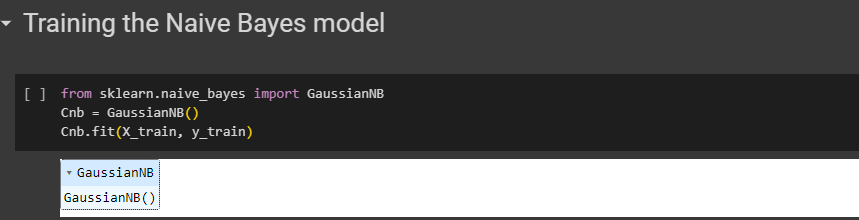 Training the Naive Bayes model
[ ] from sklearn.naive_bayes import GaussianNB
Cnb = GaussianNB()
Cnb.fit(X_train, y_train)
GaussianNB
GaussianNB()